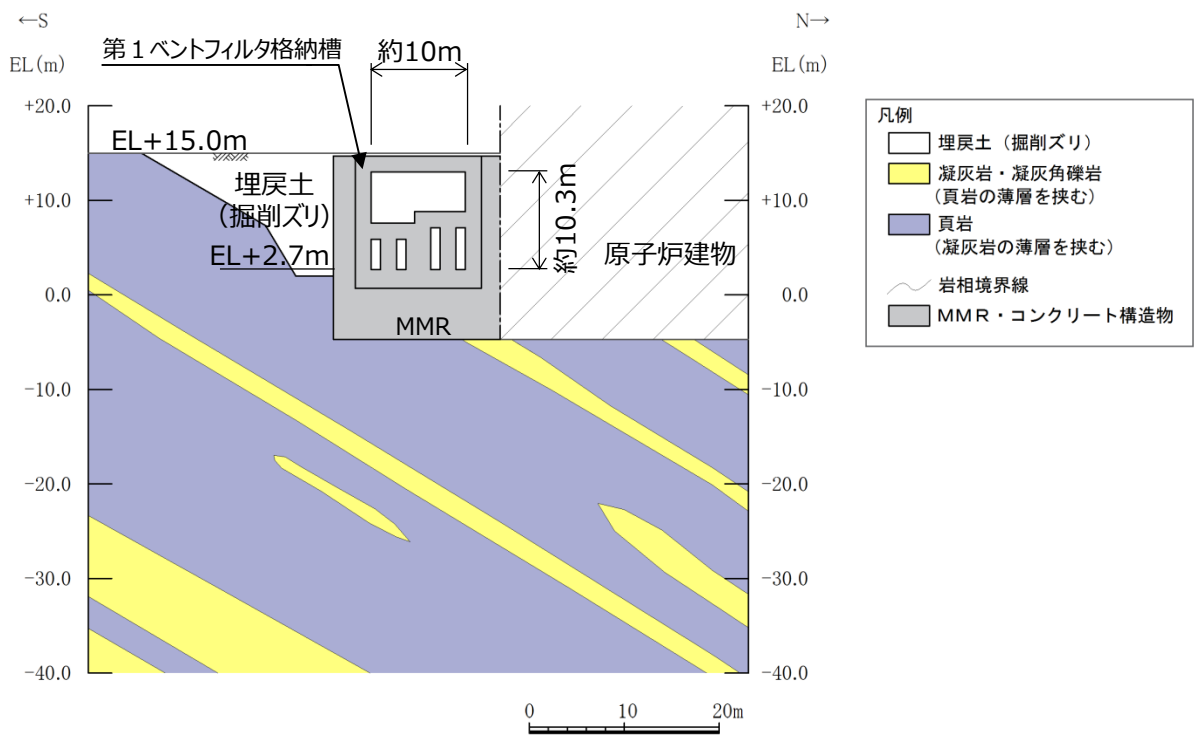 ←S
N→
EL(m)
第1ベントフィルタ格納槽
約10m
EL(m)
+20.0
+20.0
EL+15.0m
埋戻土
(掘削ズリ)
+10.0
+10.0
約10.3m
原子炉建物
EL+2.7m
0.0
0.0
MMR
-10.0
-10.0
-20.0
-20.0
-30.0
-30.0
-40.0
-40.0
0 10 20m
凡例
埋戻土（掘削ズリ）
凝灰岩・凝灰角礫岩
(頁岩の薄層を挟む)
頁岩
(凝灰岩の薄層を挟む)
岩相境界線
MMR・コンクリート構造物